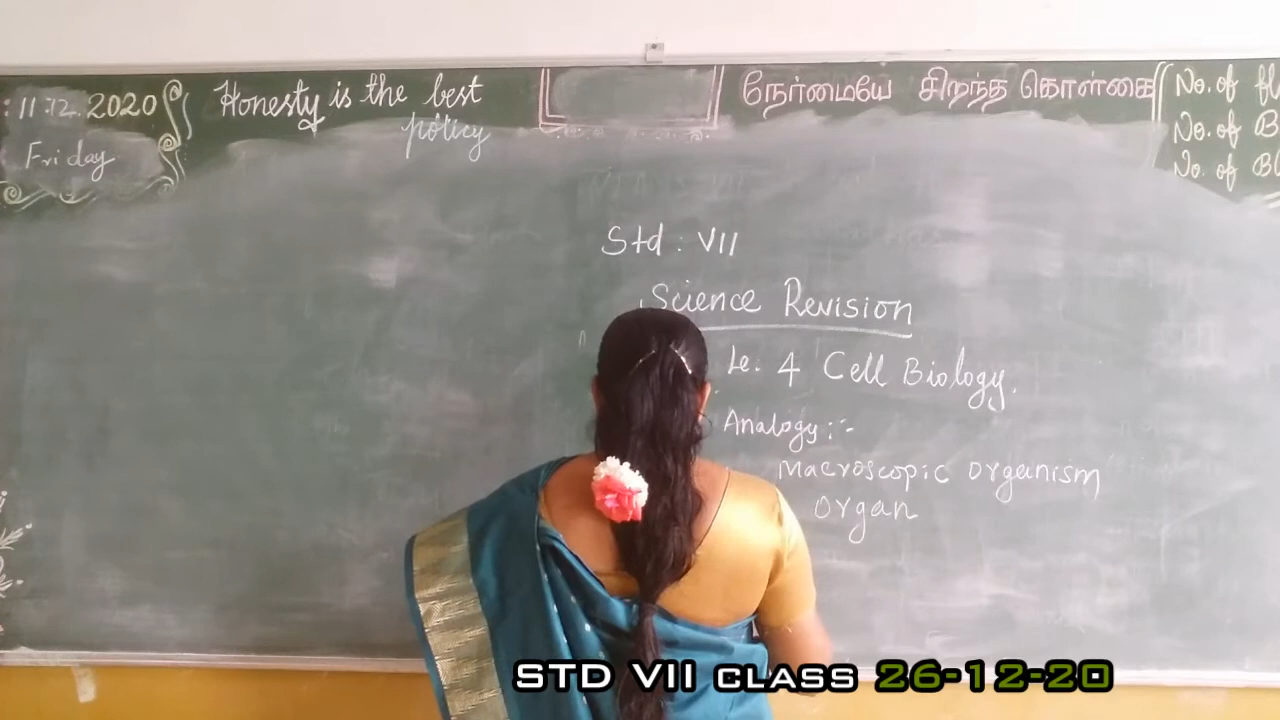 : 11.12.2020
Friday
Honesty is the best
policy
நேர்மையே சிறந்த கொள்கை
No. of
No. of B
No. of
Std : VII
Science Revision
Le: 4 Cell Biology.
Analogy :-
Macroscopic Organism
Organ
STD VII CLASS 26-12-20